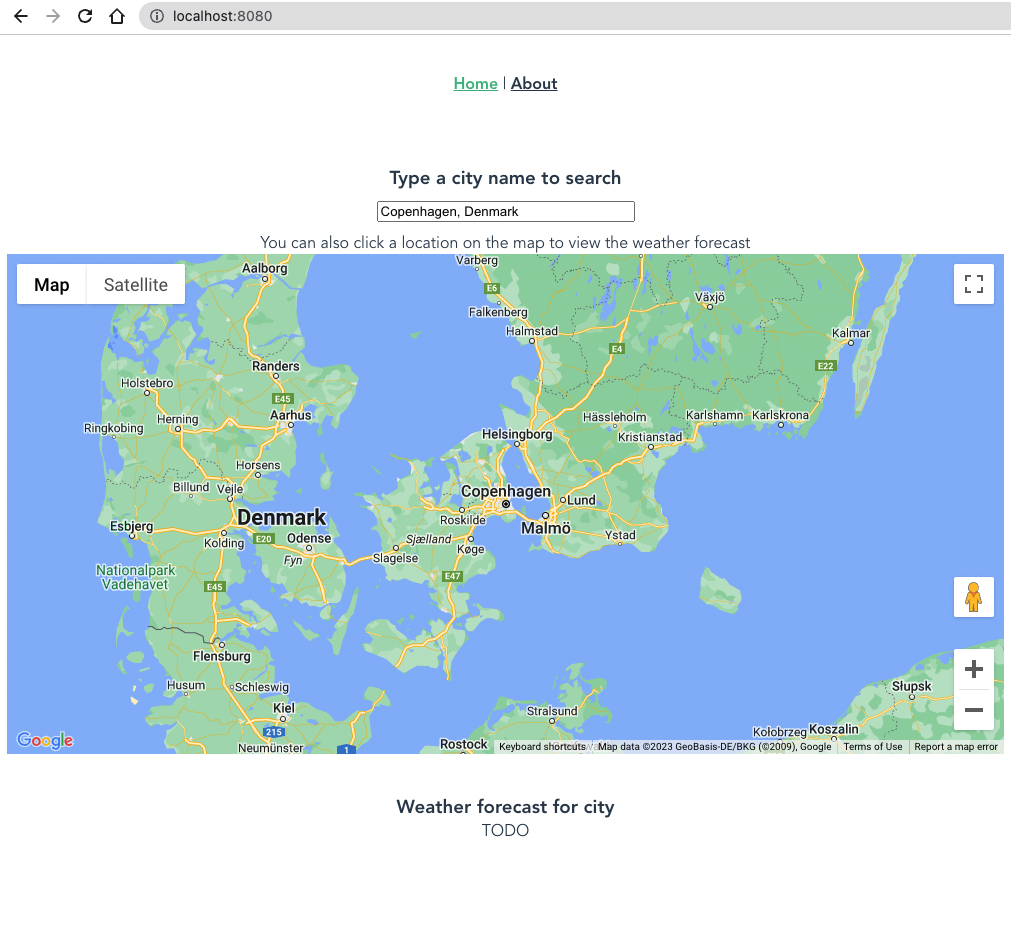 localhost:8080
Home | About
Type a city name to search
Copenhagen, Denmark
You can also click a location on the map to view the weather forecast
Map
Satellite
Varberg
Aalborg
E6
Växjö
Falkenberg
Halmstad
Kalmar
E4
Randers
E22
Holstebro
E45
Aarhus
Herning
Hässleholm
Karlshamn
Karlskrona
Ringkobing
Helsingborg
Kristianstad
Horsens
Billund
Vejle
Copenhagen
Lund
Denmark
Roskilde
Esbjerg
Malmö
Kolding
E20
Odense
Sjælland
Ystad
Fyn
Slagelse
Køge
Nationalpark
Vadehavet
E47
E45
Flensburg
Husum
Schleswig
Słupsk
Kiel
Stralsund
215
Kołobrzeg
Koszalin
Google
Neumünster
1
Rostock
Keyboard shortcuts
Map data ©2023 GeoBasis-DE/BKG (©2009), Google
Terms of Use
Report a map error
Weather forecast for city
TODO